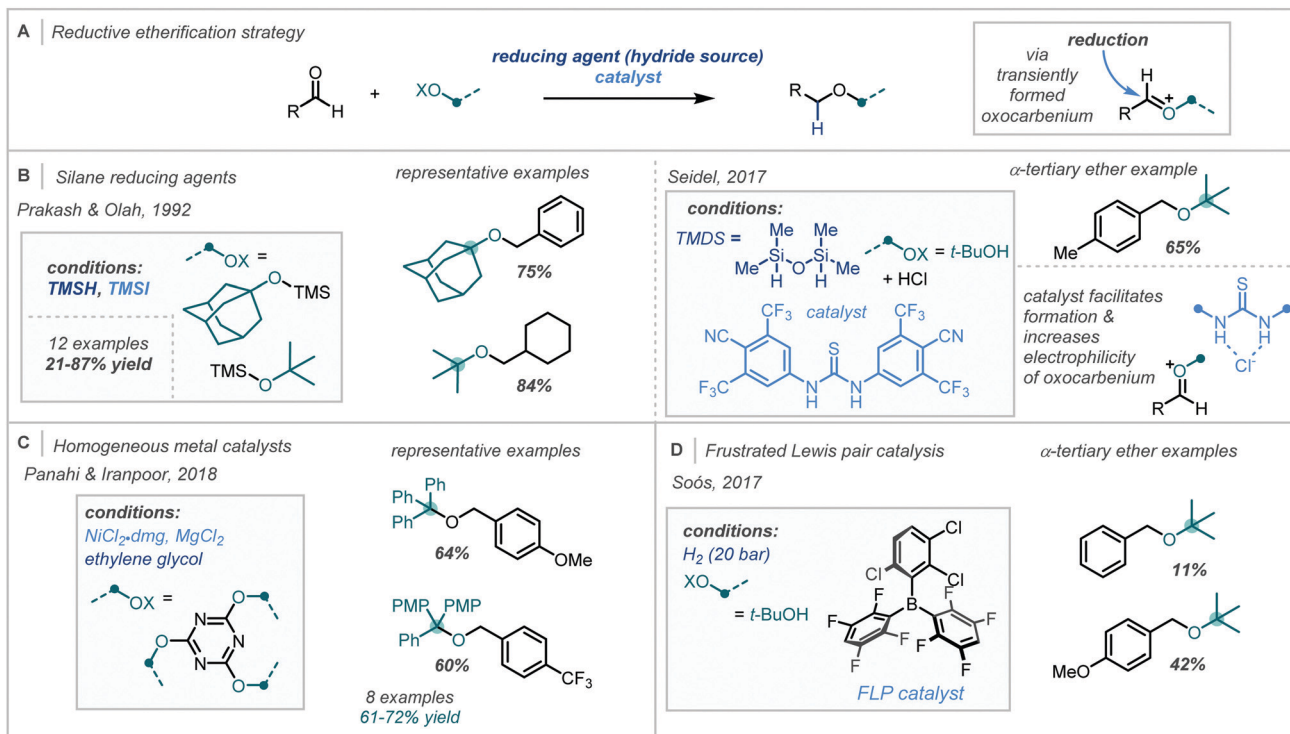 A | Reductive etherification strategy
O
R
H
+
XO
reducing agent (hydride source)
catalyst
R
O
H
via
transiently
formed
oxocarbenium
reduction
H
R
O
+
B | Silane reducing agents
Prakash & Olah, 1992
conditions:
TMSH, TMSI
12 examples
21-87% yield
OX =
O
TMS
TMS
O
representative examples
O
75%
O
84%
Seidel, 2017
conditions:
TMDS =
Me Me
Me SiH SiH Me
O
OX = t-BuOH
+ HCl
catalyst
CF3 CF3
NC CN
S
F3C CF3
N N
H H
α-tertiary ether example
O
Me
65%
catalyst facilitates
formation &
increases
electrophilicity
of oxocarbenium
S
N N
H H
Cl-
+
O
R H
C | Homogeneous metal catalysts
Panahi & Iranpoor, 2018
conditions:
NiCl2•dmg, MgCl2
ethylene glycol
OX =
O N O
N N
O
representative examples
Ph
Ph
Ph O
64%
OMe
PMP PMP
Ph O
60%
CF3
8 examples
61-72% yield
D | Frustrated Lewis pair catalysis
Soós, 2017
conditions:
H2 (20 bar)
XO
= t-BuOH
Cl
Cl Cl
B
F F F F
F F F F
FLP catalyst
α-tertiary ether examples
O
11%
O
MeO
42%